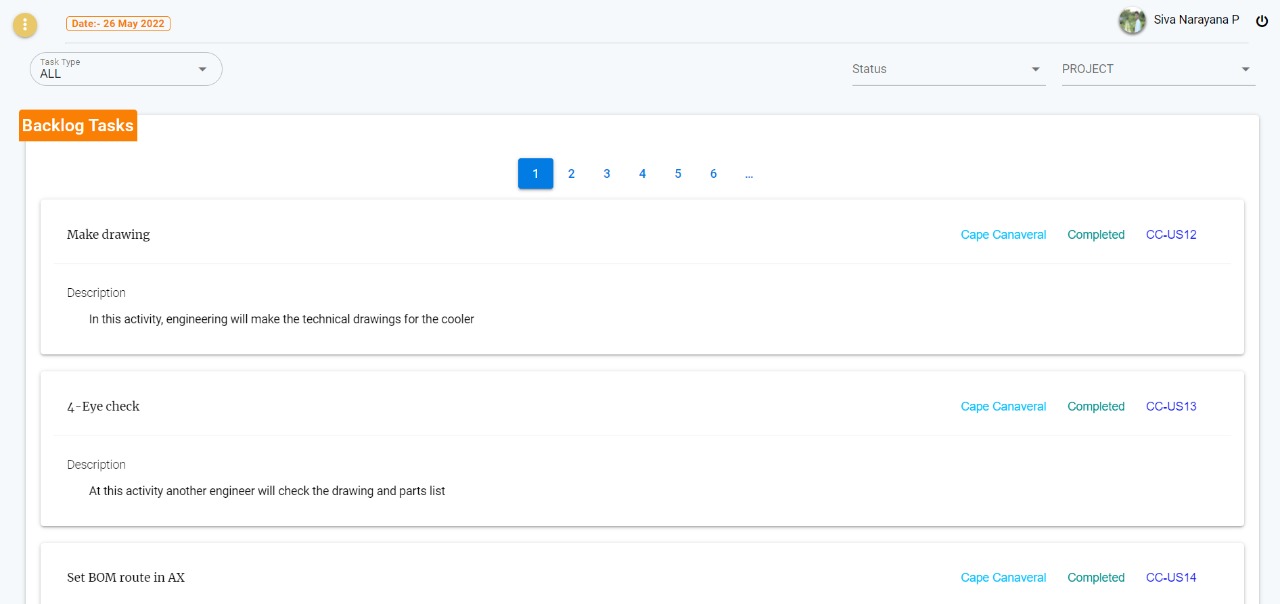 Date:- 26 May 2022
Siva Narayana P
Task Type
ALL
Status
PROJECT
Backlog Tasks
1 2 3 4 5 6 ...
Make drawing Cape Canaveral Completed CC-US12
Description
In this activity, engineering will make the technical drawings for the cooler
4-Eye check Cape Canaveral Completed CC-US13
Description
At this activity another engineer will check the drawing and parts list
Set BOM route in AX Cape Canaveral Completed CC-US14